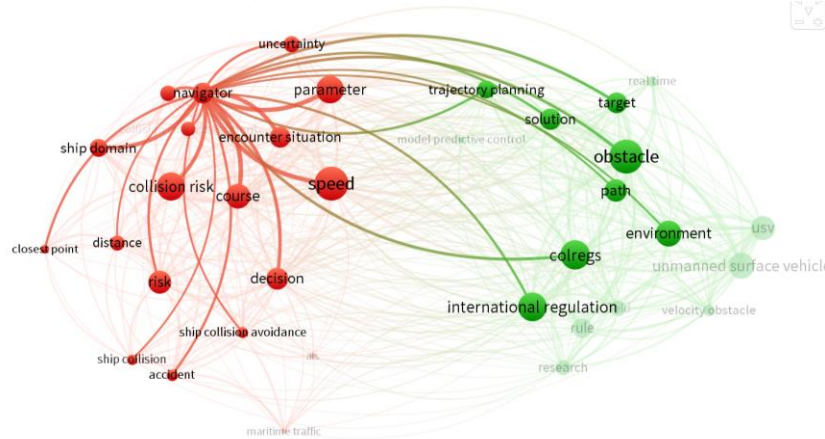 uncertainty
real time
navigator
parameter
trajectory planning
target
solution
encounter situation
model predictive control
ship domain
obstacle
collision risk
speed
path
course
usv
environment
distance
closest point
colregs
unmanned surface vehicle
risk
decision
international regulation
velocity obstacle
rule
ship collision avoidance
ais
ship collision
research
accident
maritime traffic